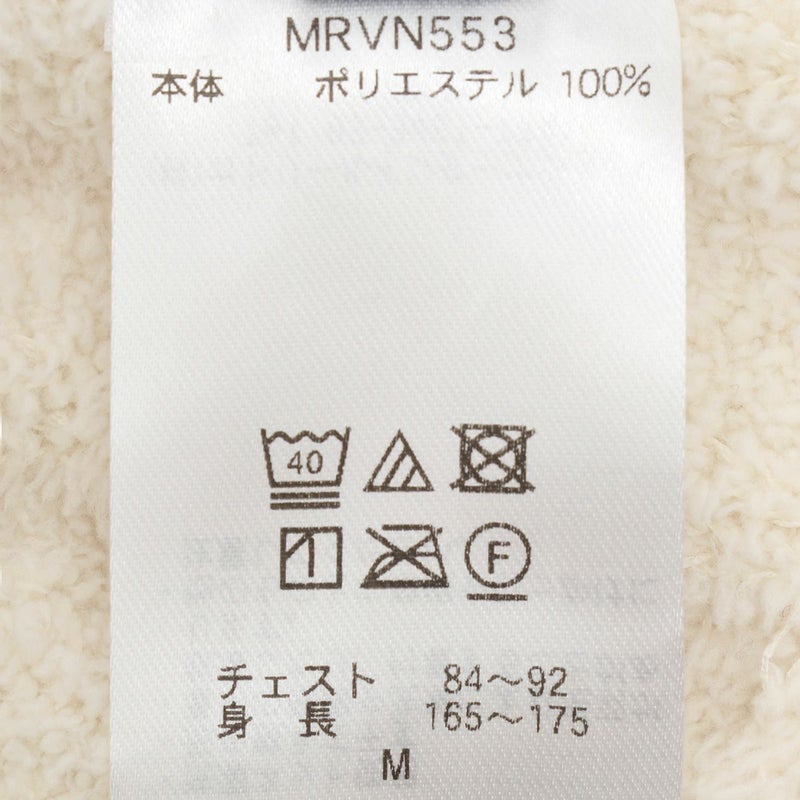 MRVN553
本体 ポリエステル 100%
40
F
チェスト 84～92
身長 165～175
M